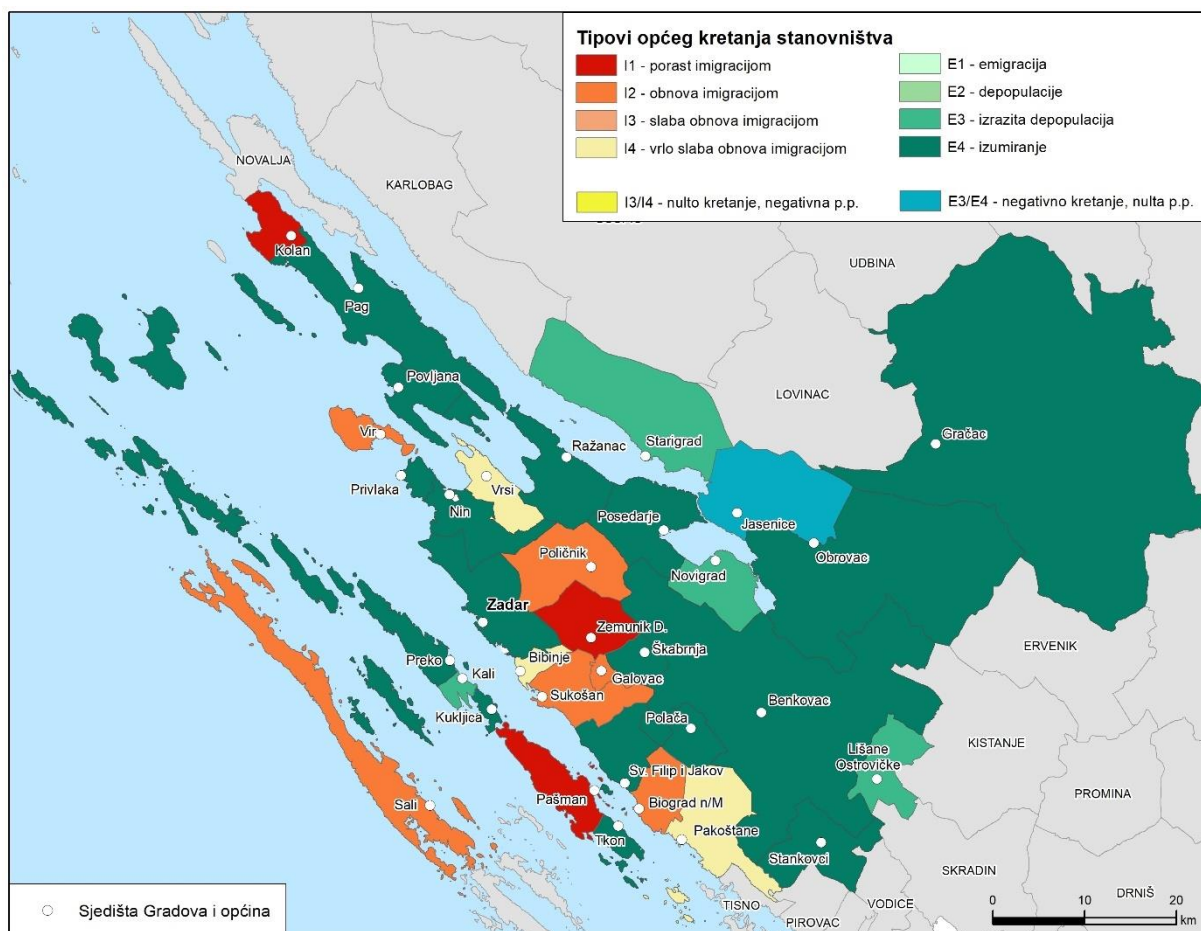 Tipovi općeg kretanja stanovništva
I1 - porast imigracijom
I2 - obnova imigracijom
I3 - slaba obnova imigracijom
I4 - vrlo slaba obnova imigracijom
I3/I4 - nulto kretanje, negativna p.p.
E1 - emigracija
E2 - depopulacije
E3 - izrazita depopulacija
E4 - izumiranje
E3/E4 - negativno kretanje, nulta p.p.
NOVALJA
KARLOBAG
UDBINA
Kolan
Pag
LOVINAC
Povljana
Gračac
Vir
Ražanac
Starigrad
Privlaka
Vrsi
Nin
Posedarje
Jasenice
Obrovac
Poličnik
Novigrad
Zadar
Zemunik D.
Škabrnja
ERVENIK
Preko
Bibinje
Kali
Galovac
Sukošan
Kukljica
Benkovac
Polača
KISTANJE
Lišane
Ostrovičke
Sv. Filip i Jakov
PROMINA
Pašman
Biograd n/M
Sali
Tkon
Pakoštane
Stankovci
SKRADIN
DRNIŠ
TISNO
VODICE
PIROVAC
Sjedišta Gradova i općina
0 10 20
km